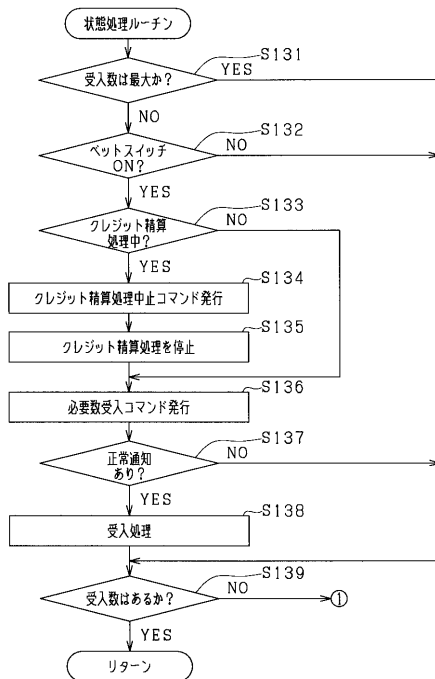 状態処理ルーチン
S131
受入数は最大か?
YES
NO
S132
ベットスイッチ
ON?
NO
YES
S133
クレジット精算
処理中?
NO
YES
S134
クレジット精算処理中止コマンド発行
S135
クレジット精算処理を停止
S136
必要数受入コマンド発行
S137
正常通知
あり?
NO
YES
S138
受入処理
S139
受入数はあるか?
NO
①
YES
リターン